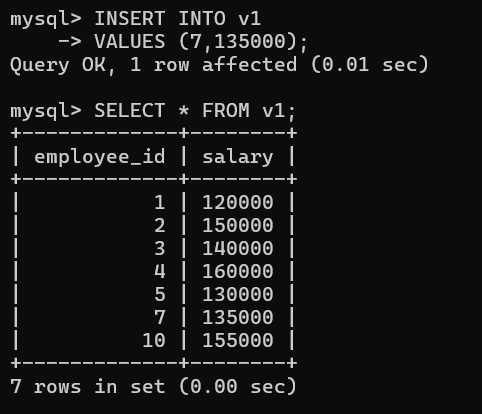 mysql> INSERT INTO v1
    -> VALUES (7,135000);
Query OK, 1 row affected (0.01 sec)

mysql> SELECT * FROM v1;
+-------------+--------+
| employee_id | salary |
+-------------+--------+
|           1 | 120000 |
|           2 | 150000 |
|           3 | 140000 |
|           4 | 160000 |
|           5 | 130000 |
|           7 | 135000 |
|          10 | 155000 |
+-------------+--------+
7 rows in set (0.00 sec)